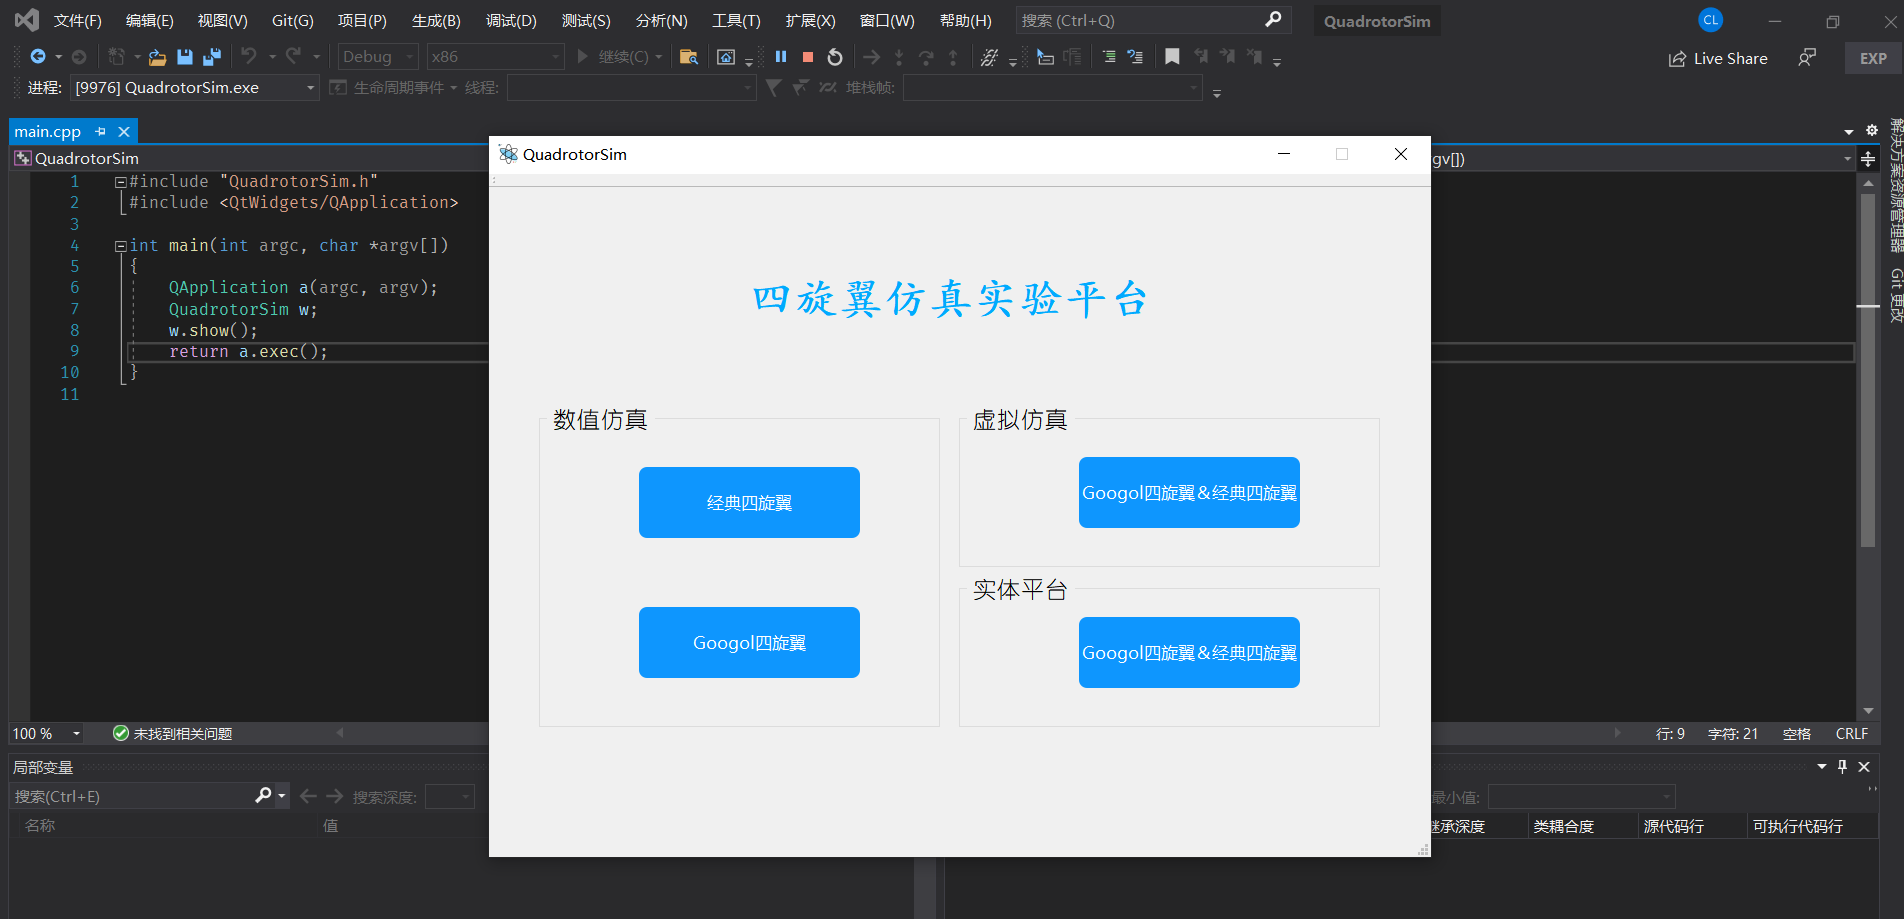 文件(F) 编辑(E) 视图(V) Git(G) 项目(P) 生成(B) 调试(D) 测试(S) 分析(N) 工具(T) 扩展(X) 窗口(W) 帮助(H) 搜索 (Ctrl+Q) QuadrotorSim CL
Debug x86 继续(C) Live Share EXP
进程: [9976] QuadrotorSim.exe 生命周期事件 线程: 堆栈帧:
main.cpp
QuadrotorSim
gv[])
1 #include "QuadrotorSim.h"
2 #include <QtWidgets/QApplication>
3
4 int main(int argc, char *argv[])
5 {
6 QApplication a(argc, argv);
7 QuadrotorSim w;
8 w.show();
9 return a.exec();
10 }
11
100 % 未找到相关问题 行: 9 字符: 21 空格 CRLF
局部变量
搜索(Ctrl+E) 搜索深度:
名称 值
最小值:
继承深度 类耦合度 源代码行 可执行代码行
解决方案资源管理器
Git 更改
QuadrotorSim
四旋翼仿真实验平台
数值仿真
经典四旋翼
Googol四旋翼
虚拟仿真
Googol四旋翼&经典四旋翼
实体平台
Googol四旋翼&经典四旋翼